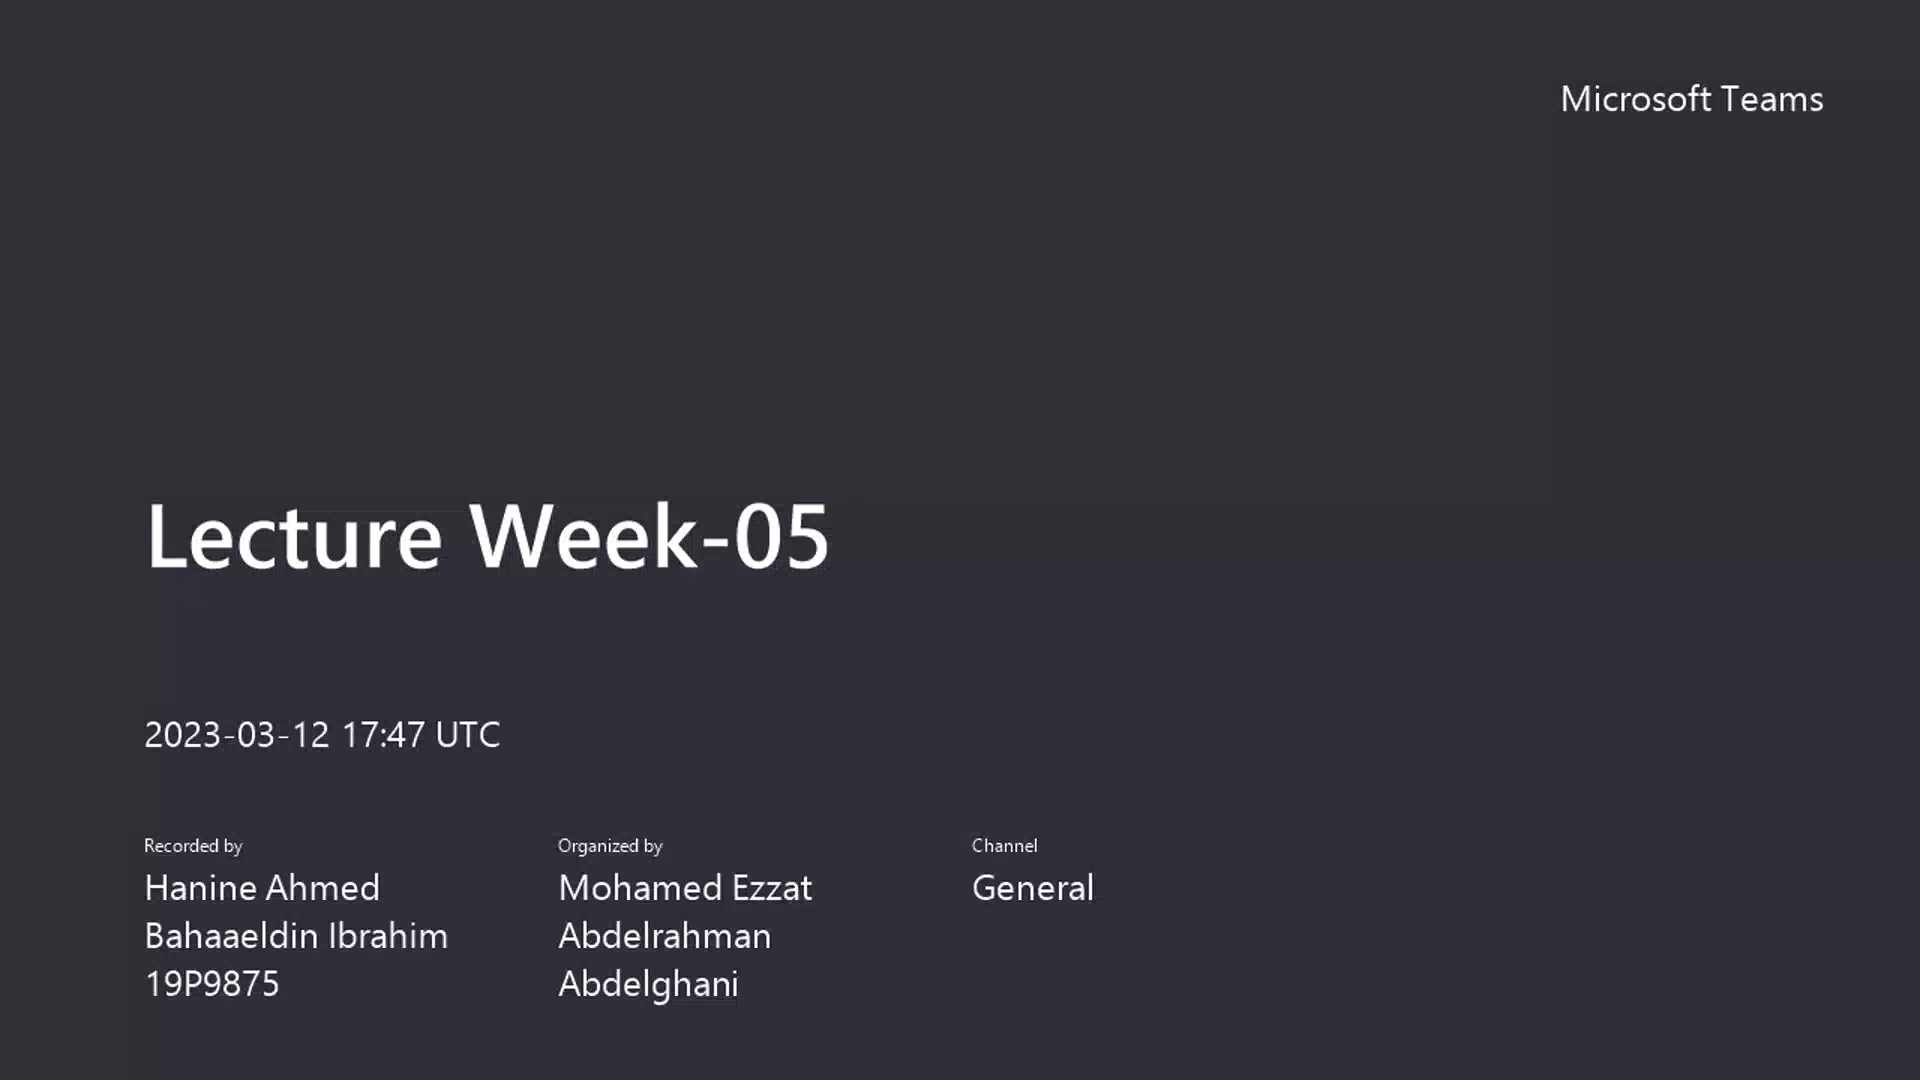 Microsoft Teams
Lecture Week-05
2023-03-12 17:47 UTC
Recorded by
Hanine Ahmed
Bahaaeldin Ibrahim
19P9875
Organized by
Mohamed Ezzat
Abdelrahman
Abdelghani
Channel
General